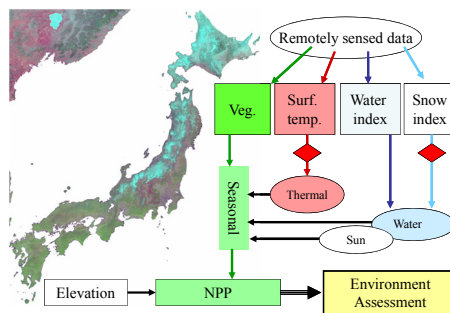 Remotely sensed data
Veg.
Surf.
temp.
Water
index
Snow
index
Seasonal
Thermal
Water
Sun
Elevation
NPP
Environment
Assessment